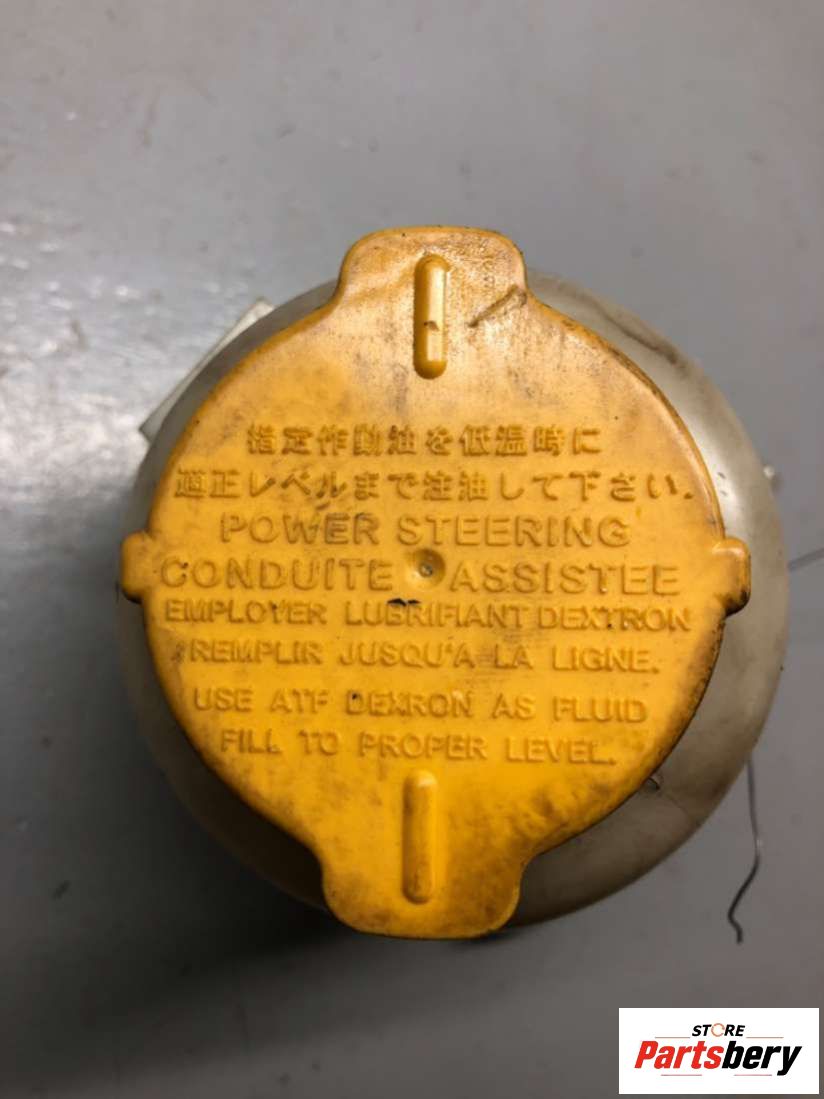 指定作動油を低温時に
適正レベルまで注油して下さい.
POWER STEERING
CONDUITE ASSISTEE
EMPLOYER LUBRIFIANT DEXTRON
REMPLIR JUSQU'A LA LIGNE.
USE ATF DEXRON AS FLUID
FILL TO PROPER LEVEL.
STORE
Partsbery